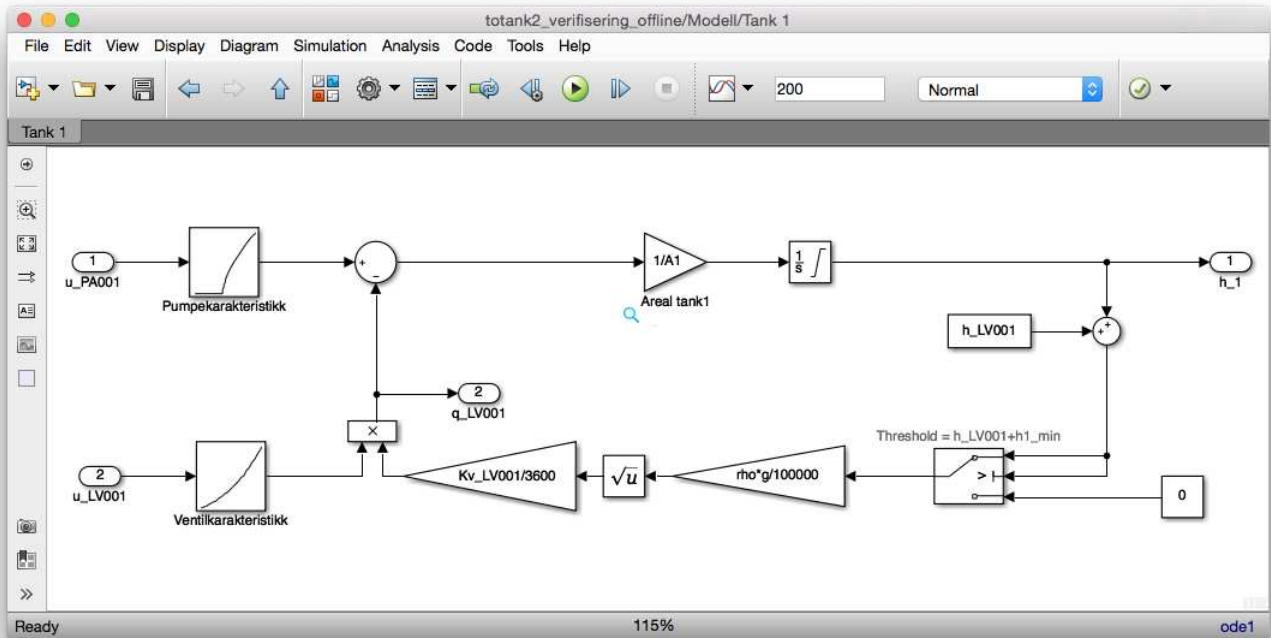 totank2_verifisering_offline/Modell/Tank 1
File Edit View Display Diagram Simulation Analysis Code Tools Help
200 Normal
Tank 1
1
u_PA001
Pumpekarakteristikk
+
−
1/A1
Areal tank1
1
s
1
h_1
h_LV001
+
+
2
q_LV001
×
Threshold = h_LV001+h1_min
2
u_LV001
Ventilkarakteristikk
Kv_LV001/3600
√u
rho*g/100000
>
0
Ready 115% ode1